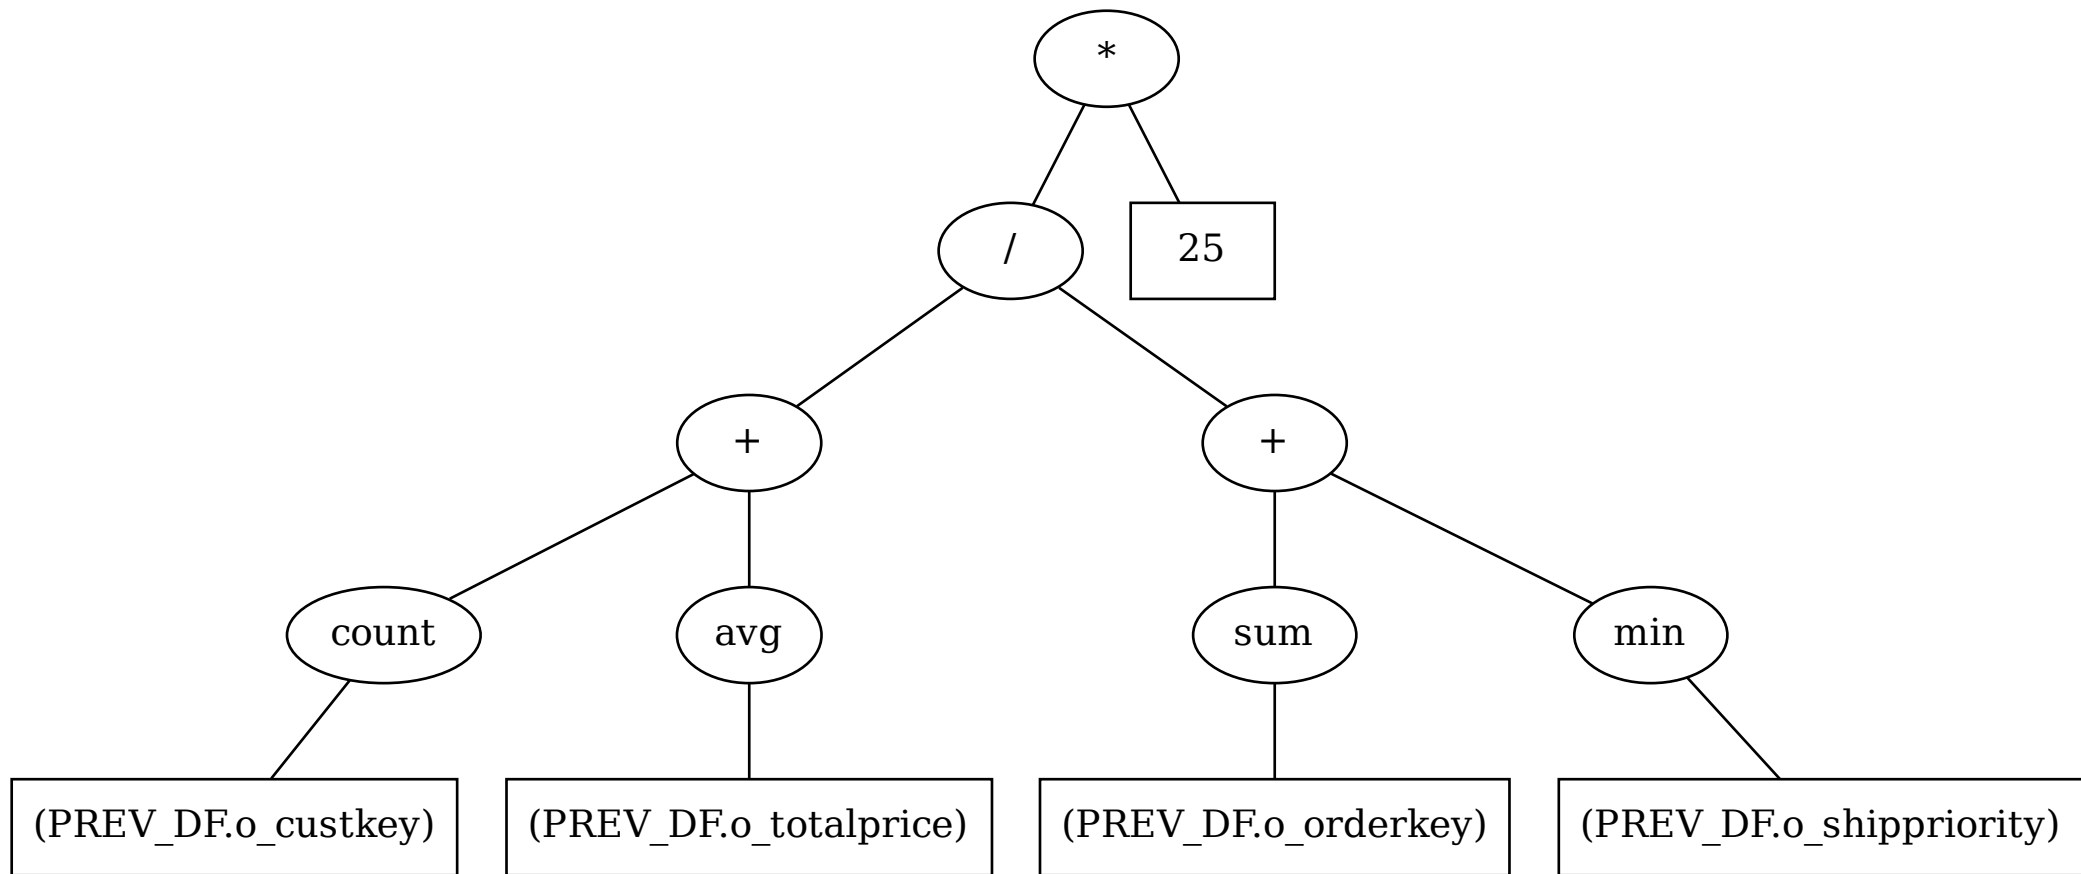 *
/
25
+
+
count
avg
sum
min
(PREV_DF.o_custkey)
(PREV_DF.o_totalprice)
(PREV_DF.o_orderkey)
(PREV_DF.o_shippriority)